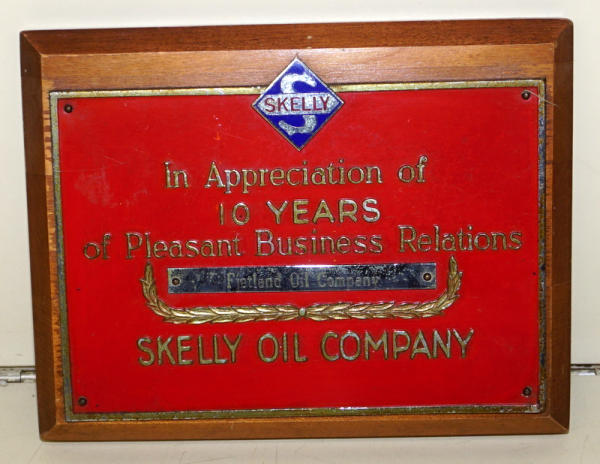 SKELLY
In Appreciation of
10 YEARS
of Pleasant Business Relations
Oil Company
SKELLY OIL COMPANY